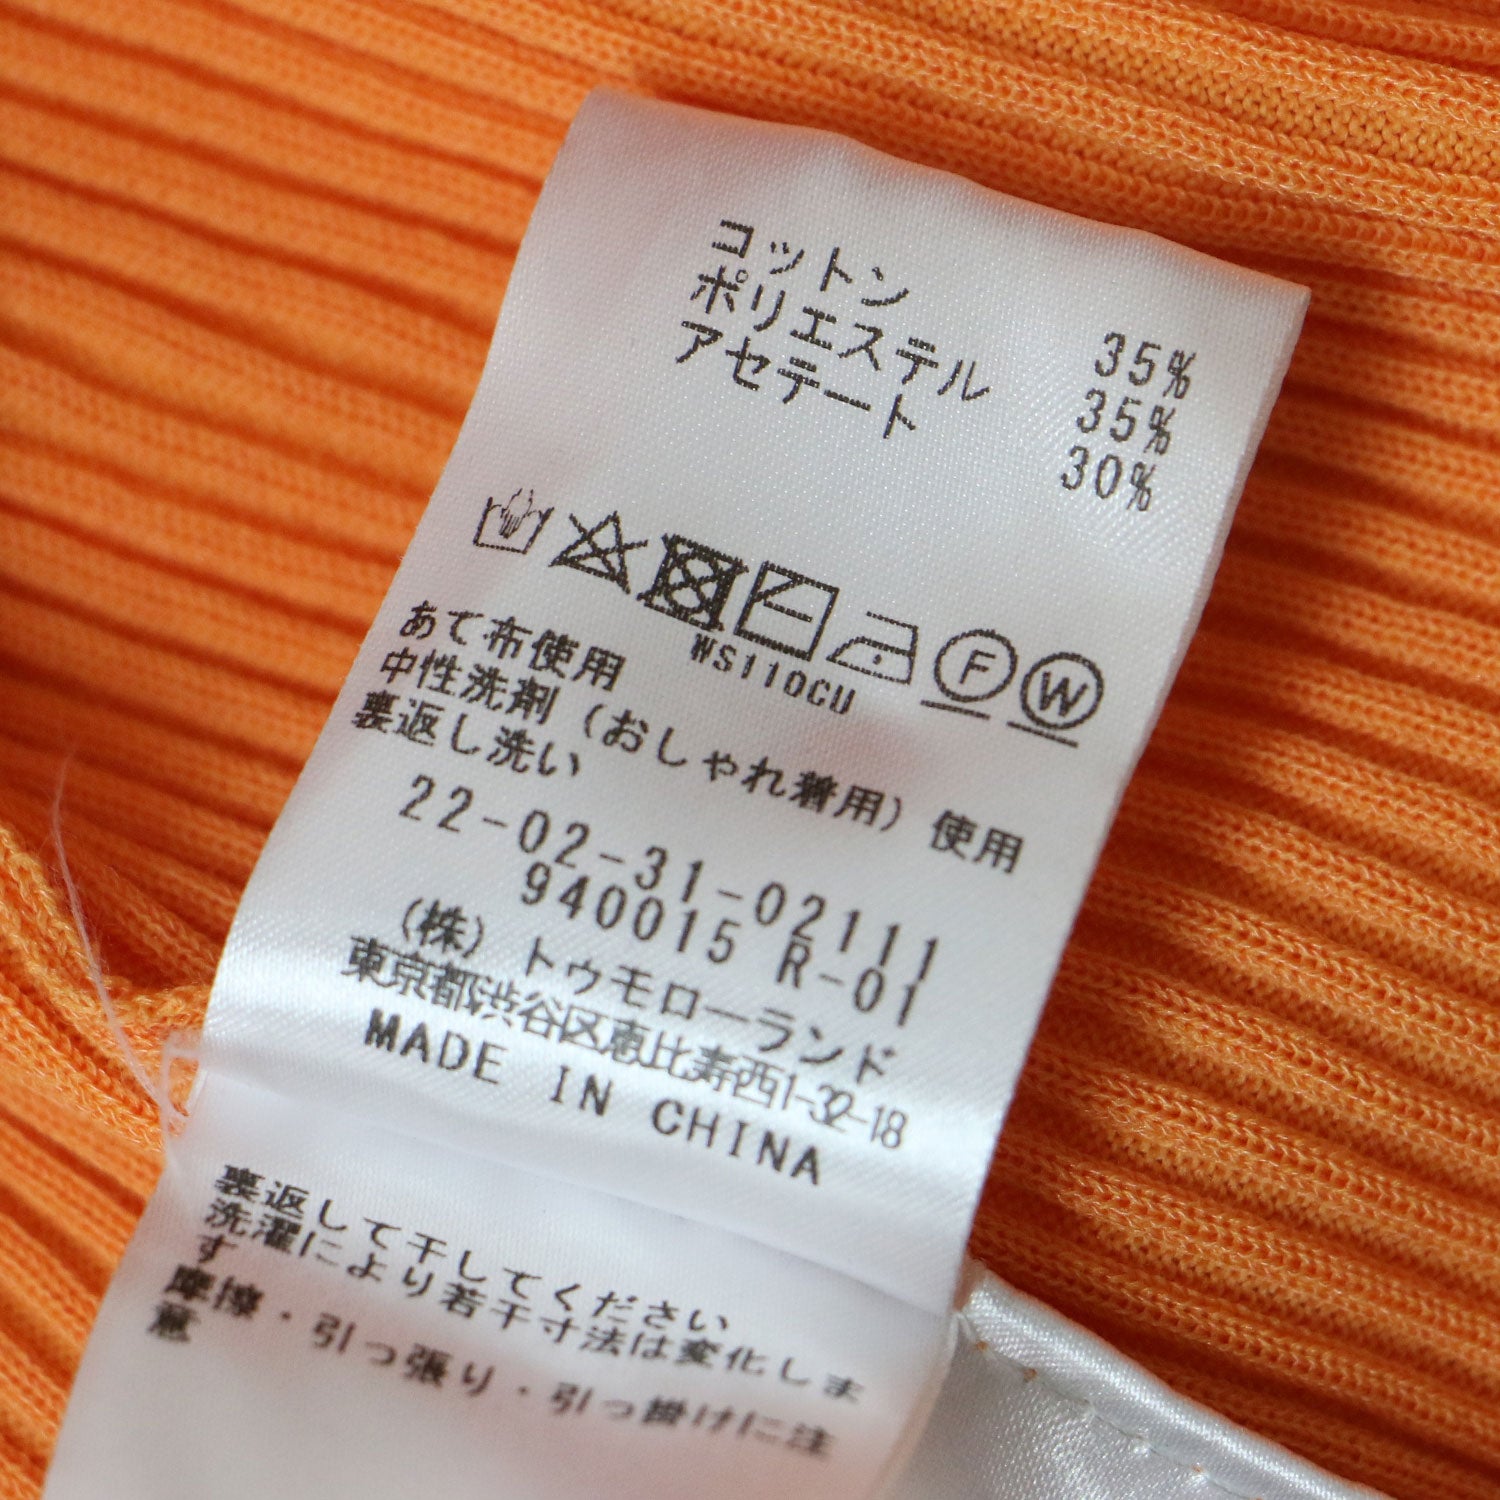 コットン 35%
ポリエステル 35%
アセテート 30%
F W
WS110CU
あて布使用
中性洗剤(おしゃれ着用)使用
裏返し洗い
22-02-31-02111
940015 R-01
(株)トゥモローランド
東京都渋谷区恵比寿西1-32-18
MADE IN CHINA
裏返して干してください
洗濯により若干寸法は変化しま
す
摩擦・引っ張り・引っ掛けに注
意